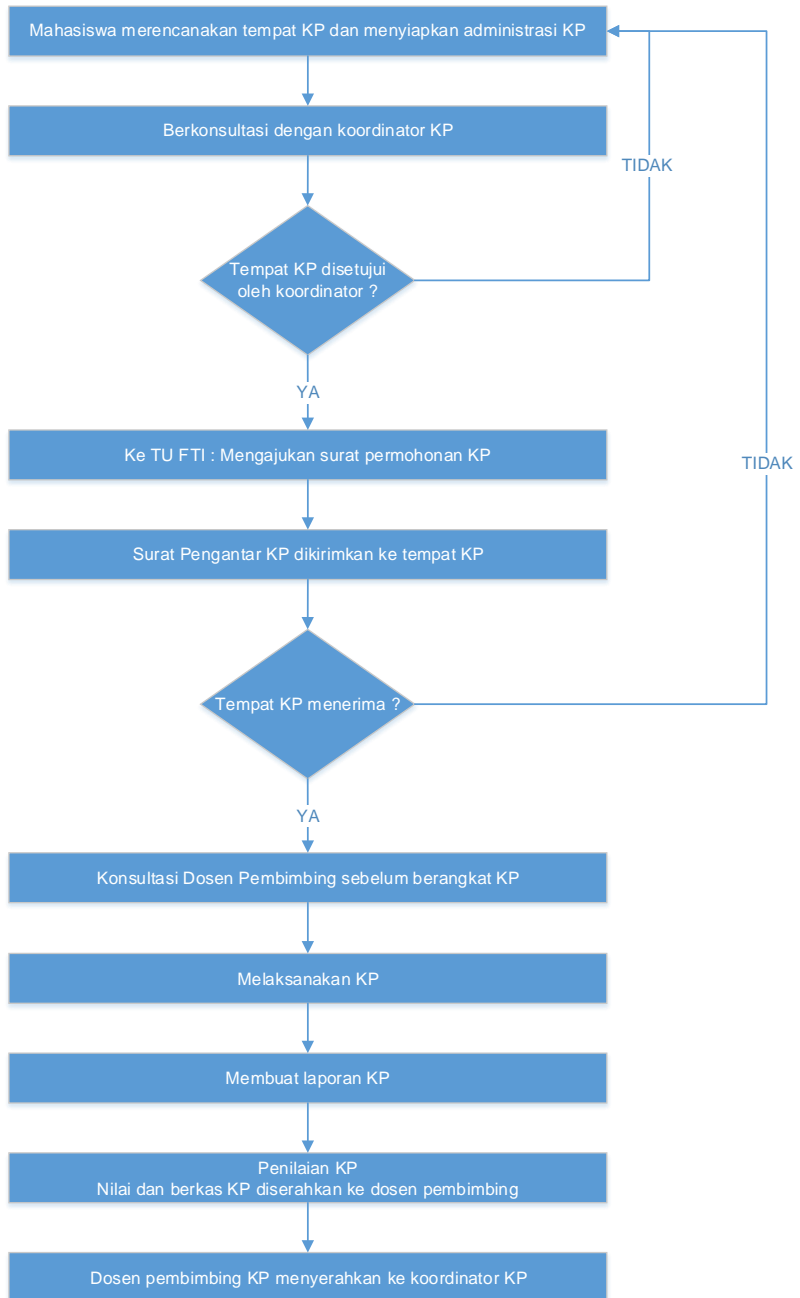 Mahasiswa merencanakan tempat KP dan menyiapkan administrasi KP
Berkonsultasi dengan koordinator KP
TIDAK
Tempat KP disetujui
oleh koordinator ?
YA
Ke TU FTI : Mengajukan surat permohonan KP
TIDAK
Surat Pengantar KP dikirimkan ke tempat KP
Tempat KP menerima ?
YA
Konsultasi Dosen Pembimbing sebelum berangkat KP
Melaksanakan KP
Membuat laporan KP
Penilaian KP
Nilai dan berkas KP diserahkan ke dosen pembimbing
Dosen pembimbing KP menyerahkan ke koordinator KP